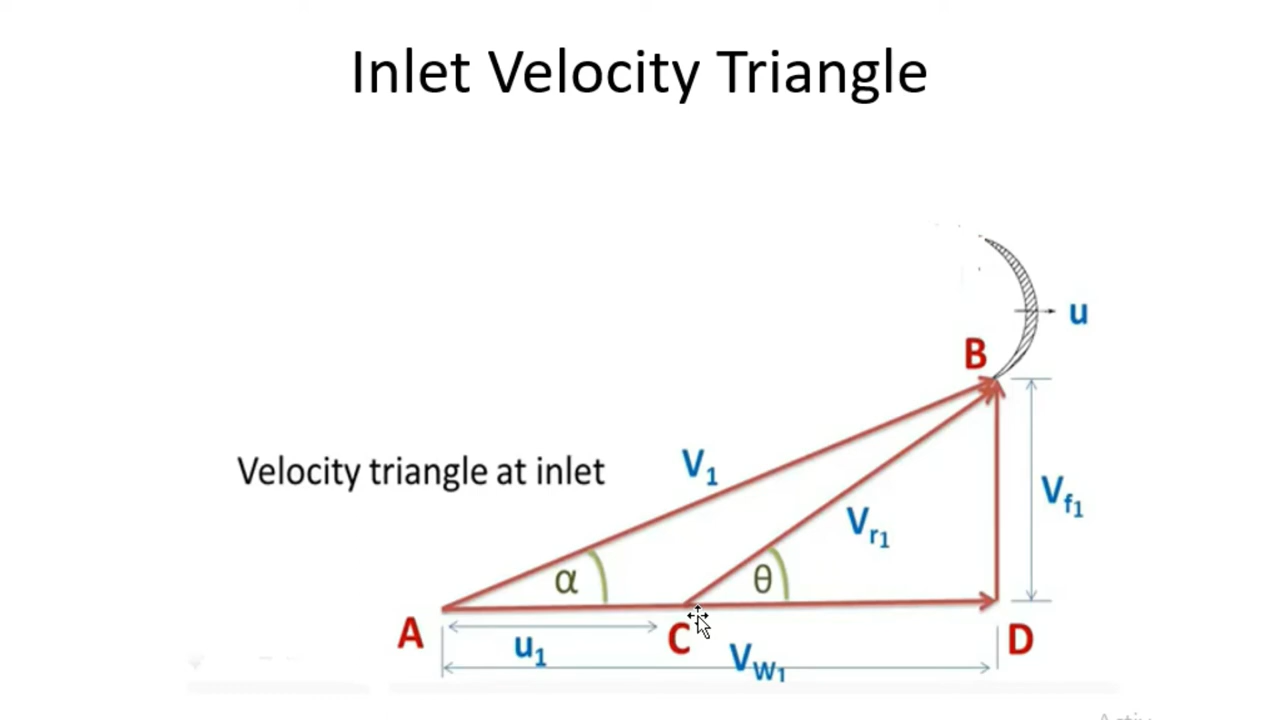 Inlet Velocity Triangle
u
B
Velocity triangle at inlet
V1
Vf1
Vr1
α
θ
A
u1
C
VW1
D